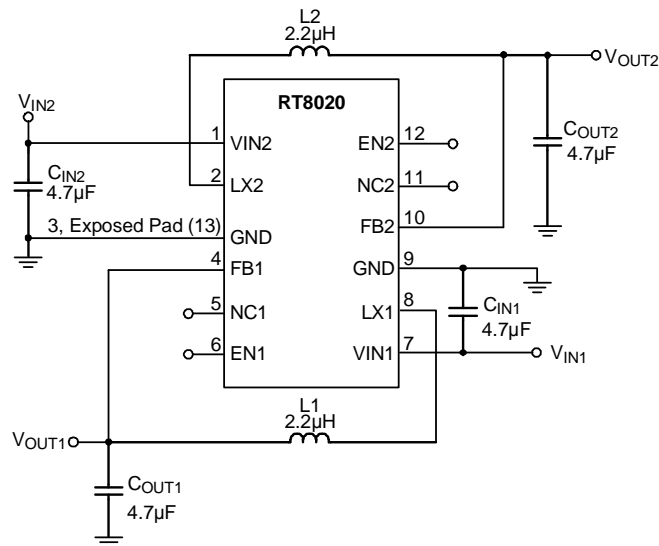 L2
2.2µH
VOUT2
VIN2
RT8020
1 VIN2 EN2 12
COUT2
4.7µF
CIN2
4.7µF
2 LX2 NC2 11
3, Exposed Pad (13) GND FB2 10
4 FB1 GND 9
5 NC1 LX1 8
CIN1
4.7µF
6 EN1 VIN1 7
VIN1
L1
2.2µH
VOUT1
COUT1
4.7µF